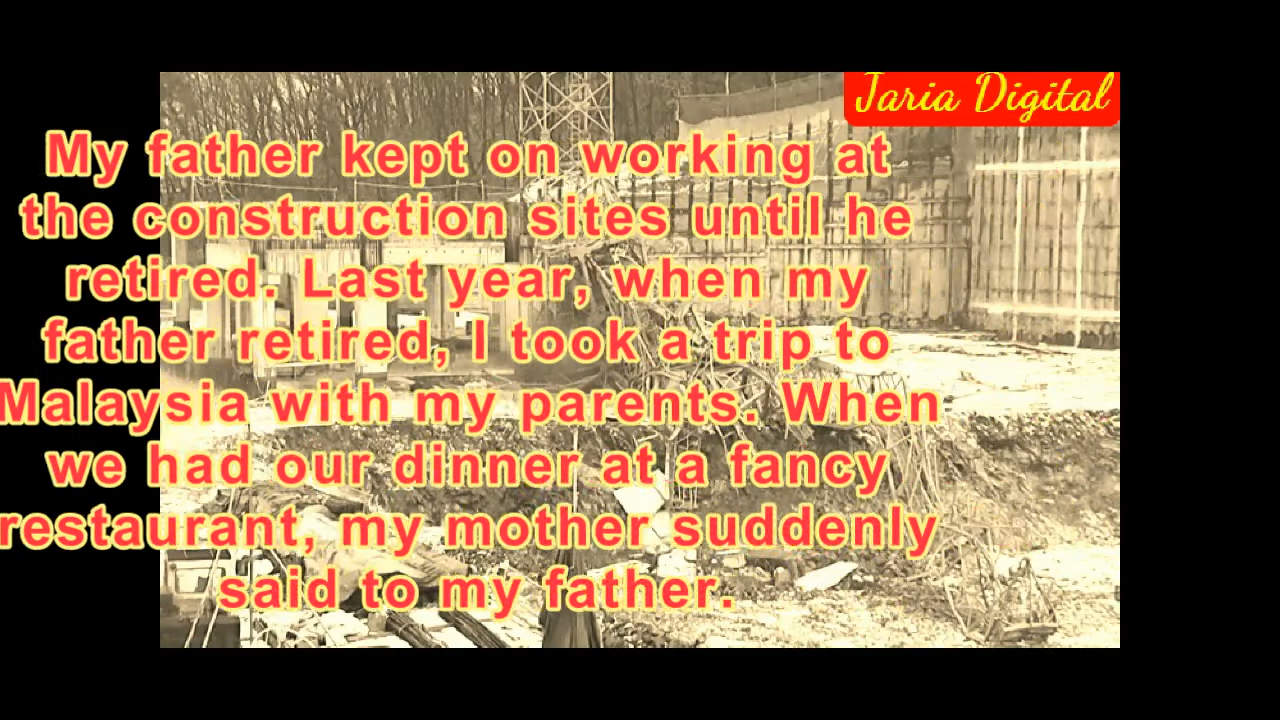 Jaria Digital
My father kept on working at
the construction sites until he
retired. Last year, when my
father retired, I took a trip to
Malaysia with my parents. When
we had our dinner at a fancy
restaurant, my mother suddenly
said to my father.